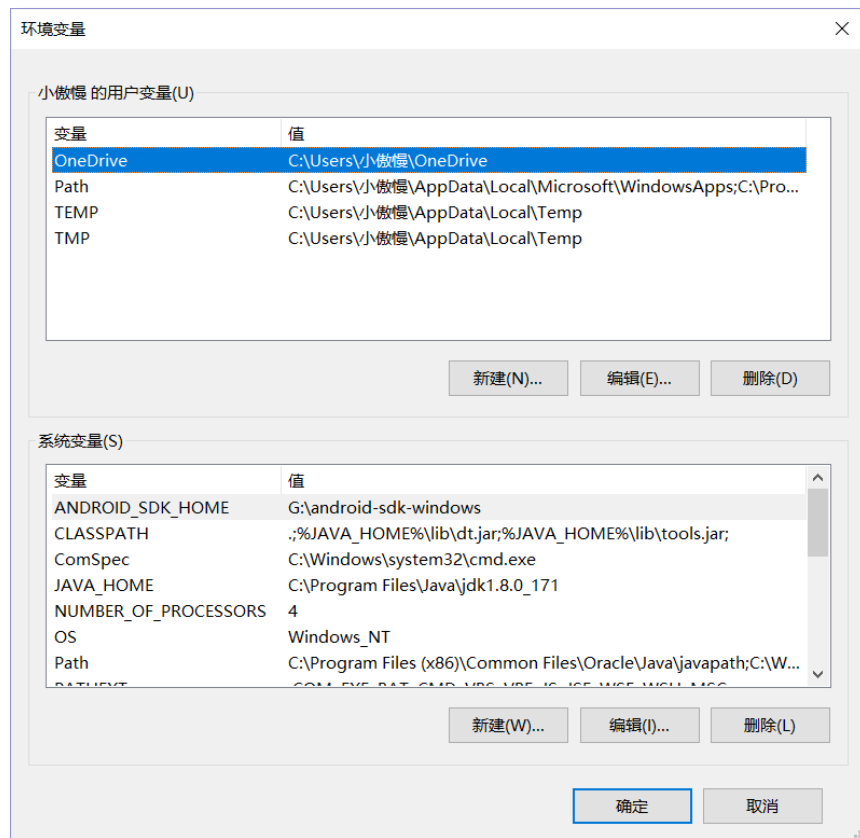 环境变量
小傲慢 的用户变量(U)
变量 值
OneDrive C:\Users\小傲慢\OneDrive
Path C:\Users\小傲慢\AppData\Local\Microsoft\WindowsApps;C:\Pro...
TEMP C:\Users\小傲慢\AppData\Local\Temp
TMP C:\Users\小傲慢\AppData\Local\Temp
新建(N)... 编辑(E)... 删除(D)
系统变量(S)
变量 值
ANDROID_SDK_HOME G:\android-sdk-windows
CLASSPATH .;%JAVA_HOME%\lib\dt.jar;%JAVA_HOME%\lib\tools.jar;
ComSpec C:\Windows\system32\cmd.exe
JAVA_HOME C:\Program Files\Java\jdk1.8.0_171
NUMBER_OF_PROCESSORS 4
OS Windows_NT
Path C:\Program Files (x86)\Common Files\Oracle\Java\javapath;C:\W...
新建(W)... 编辑(I)... 删除(L)
确定 取消